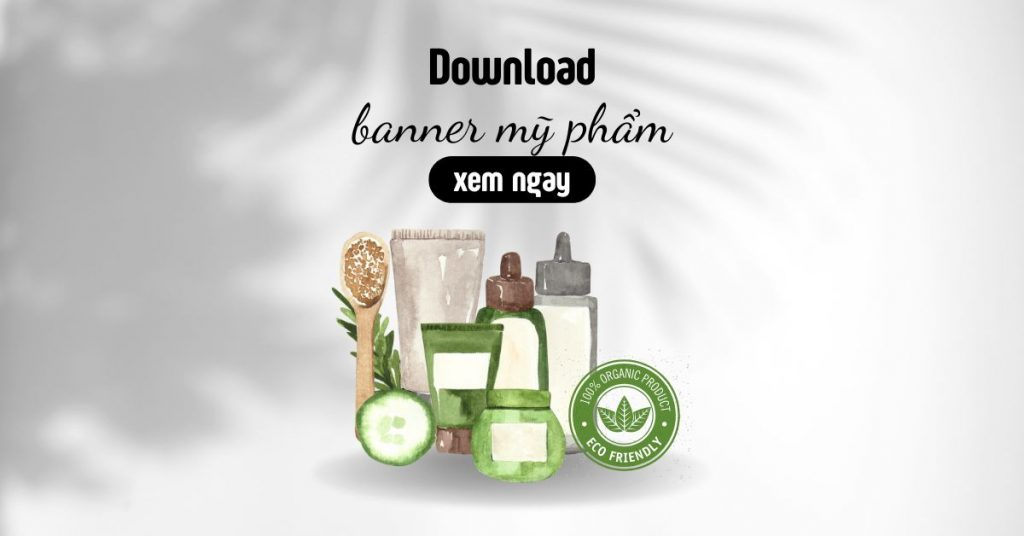 Download
banner mỹ phẩm
xem ngay
100% ORGANIC PRODUCT
ECO FRIENDLY